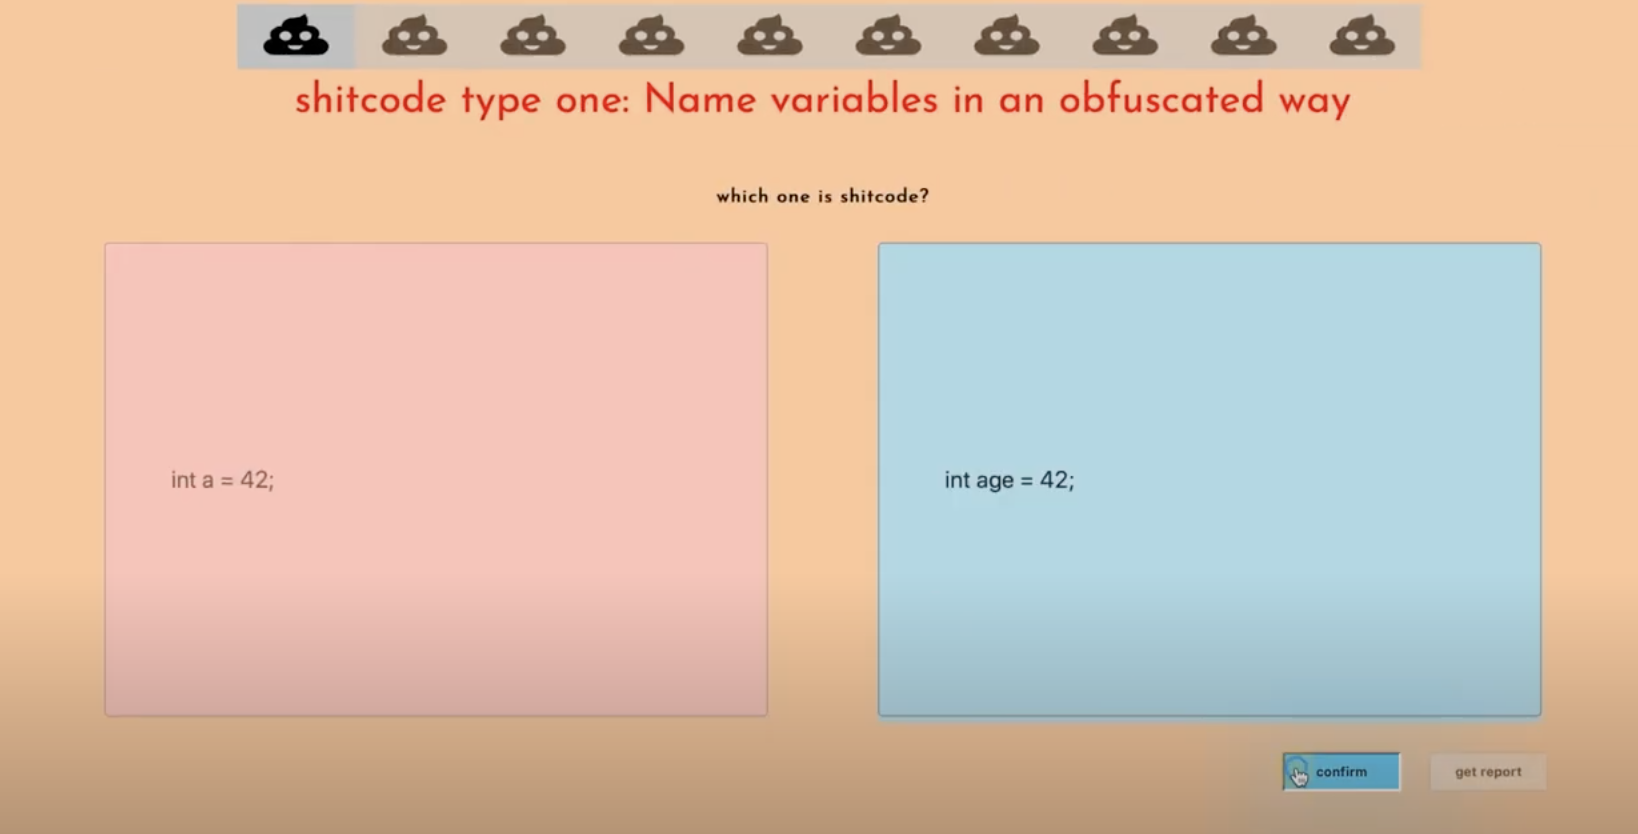 shitcode type one: Name variables in an obfuscated way
which one is shitcode?
int a = 42;
int age = 42;
confirm
get report